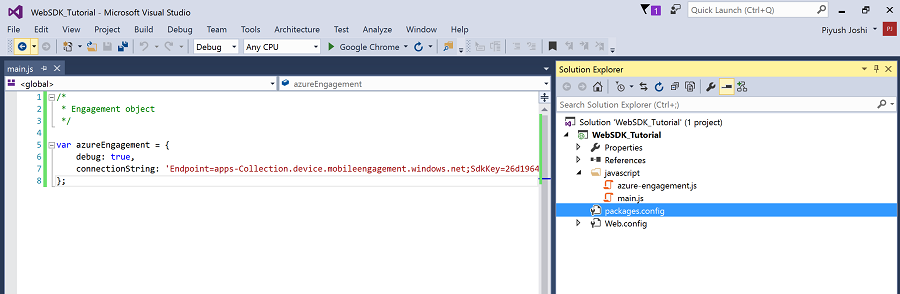 WebSDK_Tutorial - Microsoft Visual Studio
1
Quick Launch (Ctrl+Q)
File Edit View Project Build Debug Team Tools Architecture Test Analyze Window Help
Piyush Joshi
PJ
Debug
Any CPU
Google Chrome
main.js
<global>
azureEngagement
1 /*
2 * Engagement object
3 */
4
5 var azureEngagement = {
6 debug: true,
7 connectionString: 'Endpoint=apps-Collection.device.mobileengagement.windows.net;SdkKey=26d1964
8 };
Solution Explorer
Search Solution Explorer (Ctrl+;)
Solution 'WebSDK_Tutorial' (1 project)
WebSDK_Tutorial
Properties
References
javascript
azure-engagement.js
main.js
packages.config
Web.config